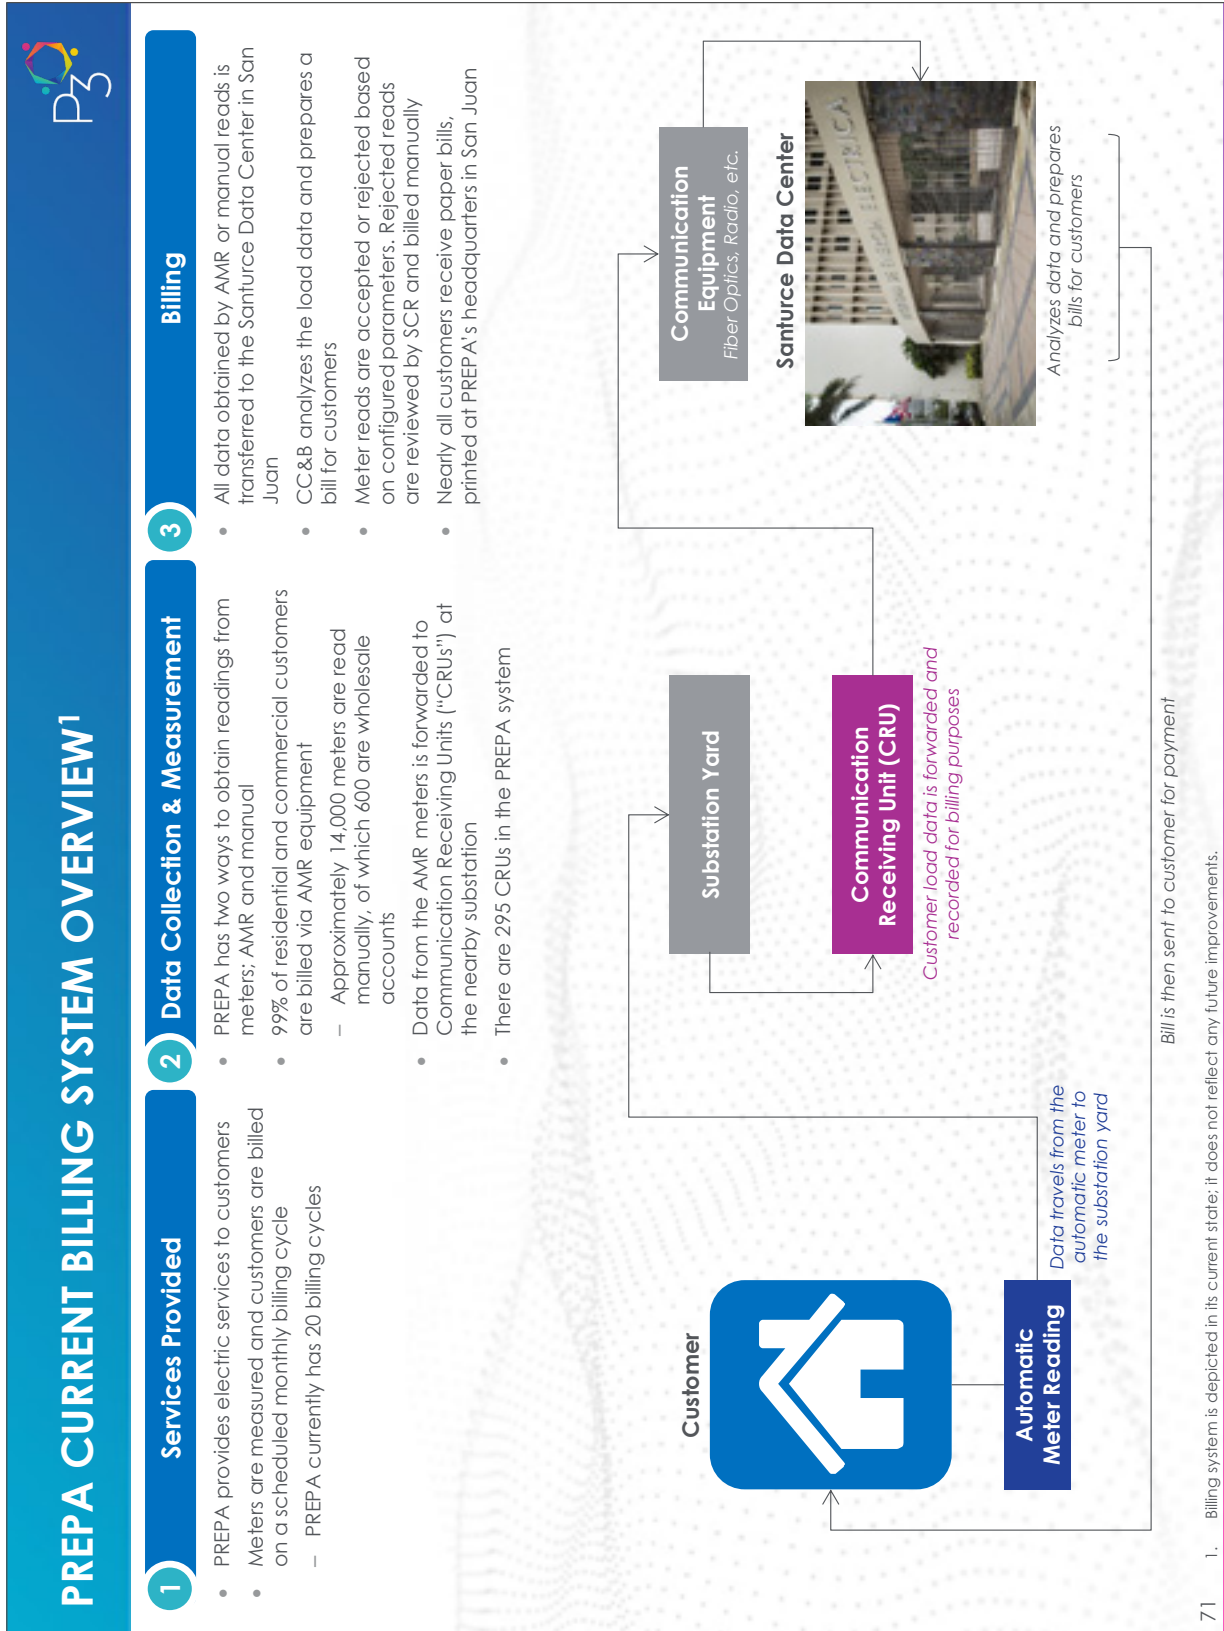 PREPA CURRENT BILLING SYSTEM OVERVIEW1
P3
1
Services Provided
• PREPA provides electric services to customers
• Meters are measured and customers are billed
on a scheduled monthly billing cycle
– PREPA currently has 20 billing cycles
2
Data Collection & Measurement
• PREPA has two ways to obtain readings from
meters; AMR and manual
• 99% of residential and commercial customers
are billed via AMR equipment
– Approximately 14,000 meters are read
manually, of which 600 are wholesale
accounts
• Data from the AMR meters is forwarded to
Communication Receiving Units (“CRUs”) at
the nearby substation
• There are 295 CRUs in the PREPA system
3
Billing
• All data obtained by AMR or manual reads is
transferred to the Santurce Data Center in San
Juan
• CC&B analyzes the load data and prepares a
bill for customers
• Meter reads are accepted or rejected based
on configured parameters. Rejected reads
are reviewed by SCR and billed manually
• Nearly all customers receive paper bills,
printed at PREPA's headquarters in San Juan
Customer
Automatic
Meter Reading
Data travels from the
automatic meter to
the substation yard
Substation Yard
Communication
Receiving Unit (CRU)
Customer load data is forwarded and
recorded for billing purposes
Communication
Equipment
Fiber Optics, Radio, etc.
Santurce Data Center
ELECTRICA
Analyzes data and prepares
bills for customers
Bill is then sent to customer for payment
1. Billing system is depicted in its current state; it does not reflect any future improvements.
71